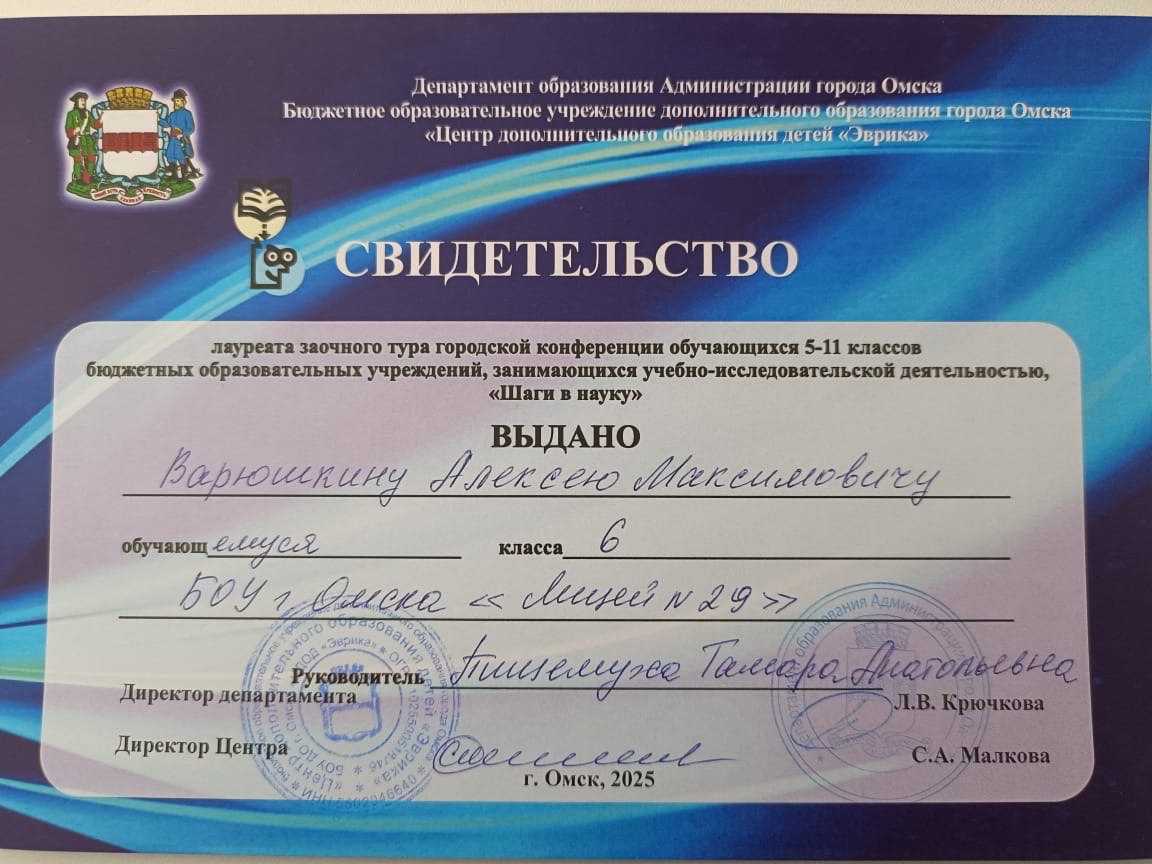 Департамент образования Администрации города Омска
Бюджетное образовательное учреждение дополнительного образования города Омска
«Центр дополнительного образования детей «Эврика»
СВИДЕТЕЛЬСТВО
лауреата заочного тура городской конференции обучающихся 5-11 классов
бюджетных образовательных учреждений, занимающихся учебно-исследовательской деятельностью,
«Шаги в науку»
ВЫДАНО
Варюшкину Алексею Максимовичу
обучающемуся класса 6
БОУ г. Омска «Лицей N 29»
Руководитель Пищемуха Тамара Анатольевна
Директор департамента Л.В. Крючкова
Директор Центра С.А. Малкова
г. Омск, 2025